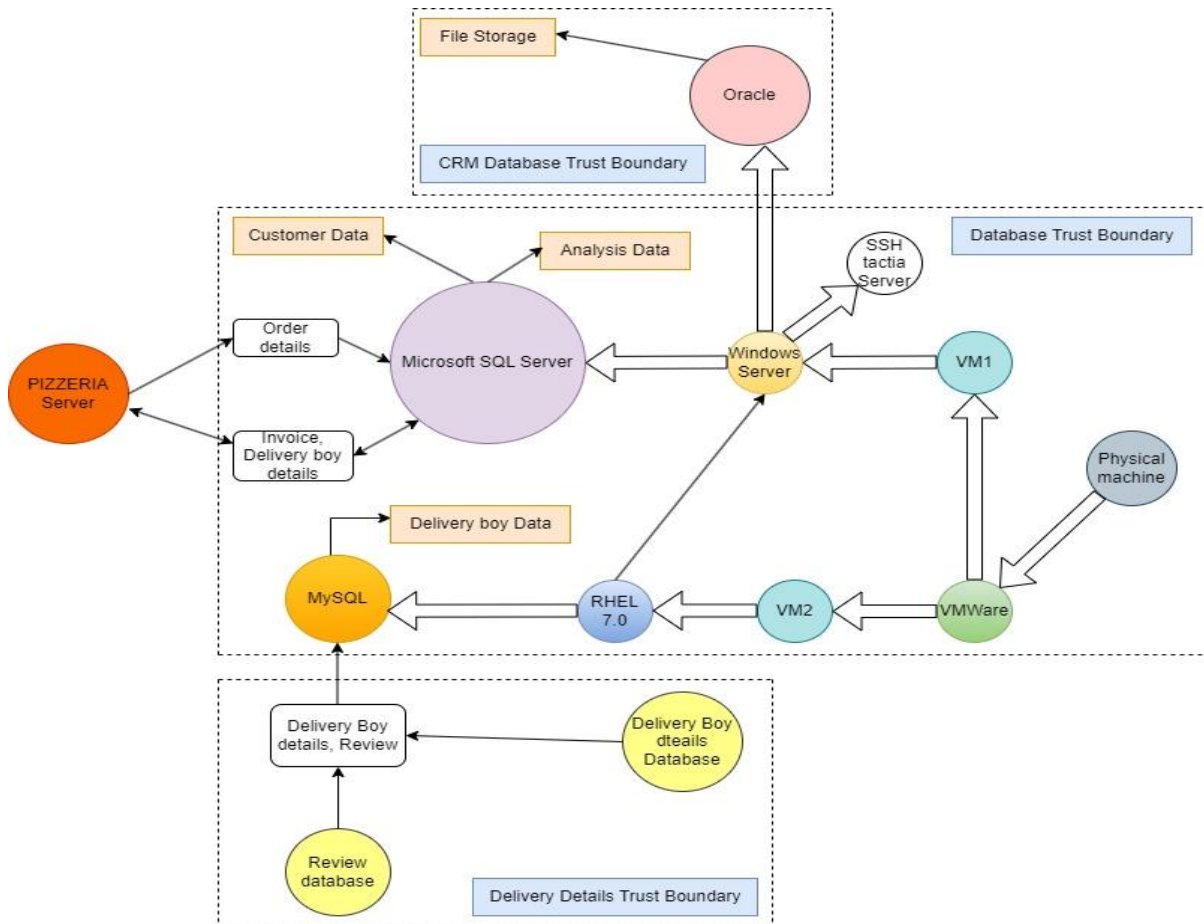 File Storage
Oracle
CRM Database Trust Boundary
Customer Data
Analysis Data
SSH
tactia
Server
Database Trust Boundary
Order
details
Microsoft SQL Server
Windows
Server
VM1
PIZZERIA
Server
Invoice,
Delivery boy
details
Physical
machine
Delivery boy Data
MySQL
RHEL
7.0
VM2
VMWare
Delivery Boy
details, Review
Delivery Boy
dteails
Database
Review
database
Delivery Details Trust Boundary